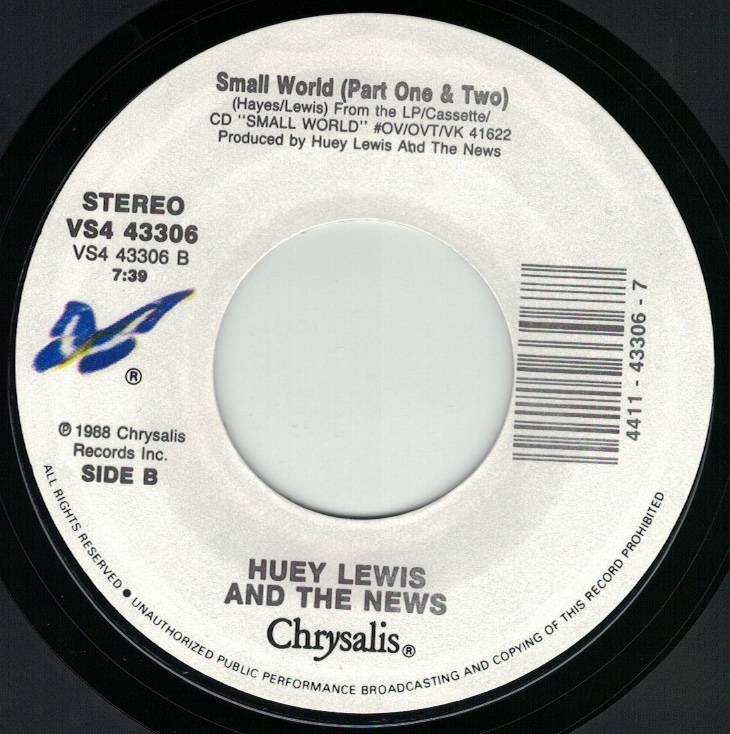 Small World (Part One & Two)
(Hayes/Lewis) From the LP/Cassette/
CD "SMALL WORLD" #OV/OVT/VK 41622
Produced by Huey Lewis And The News
STEREO
VS4 43306
VS4 43306 B
7:39
®
4411 - 43306 - 7
℗ 1988 Chrysalis
Records Inc.
SIDE B
HUEY LEWIS
AND THE NEWS
Chrysalis®
ALL RIGHTS RESERVED ● UNAUTHORIZED PUBLIC PERFORMANCE BROADCASTING AND COPYING OF THIS RECORD PROHIBITED